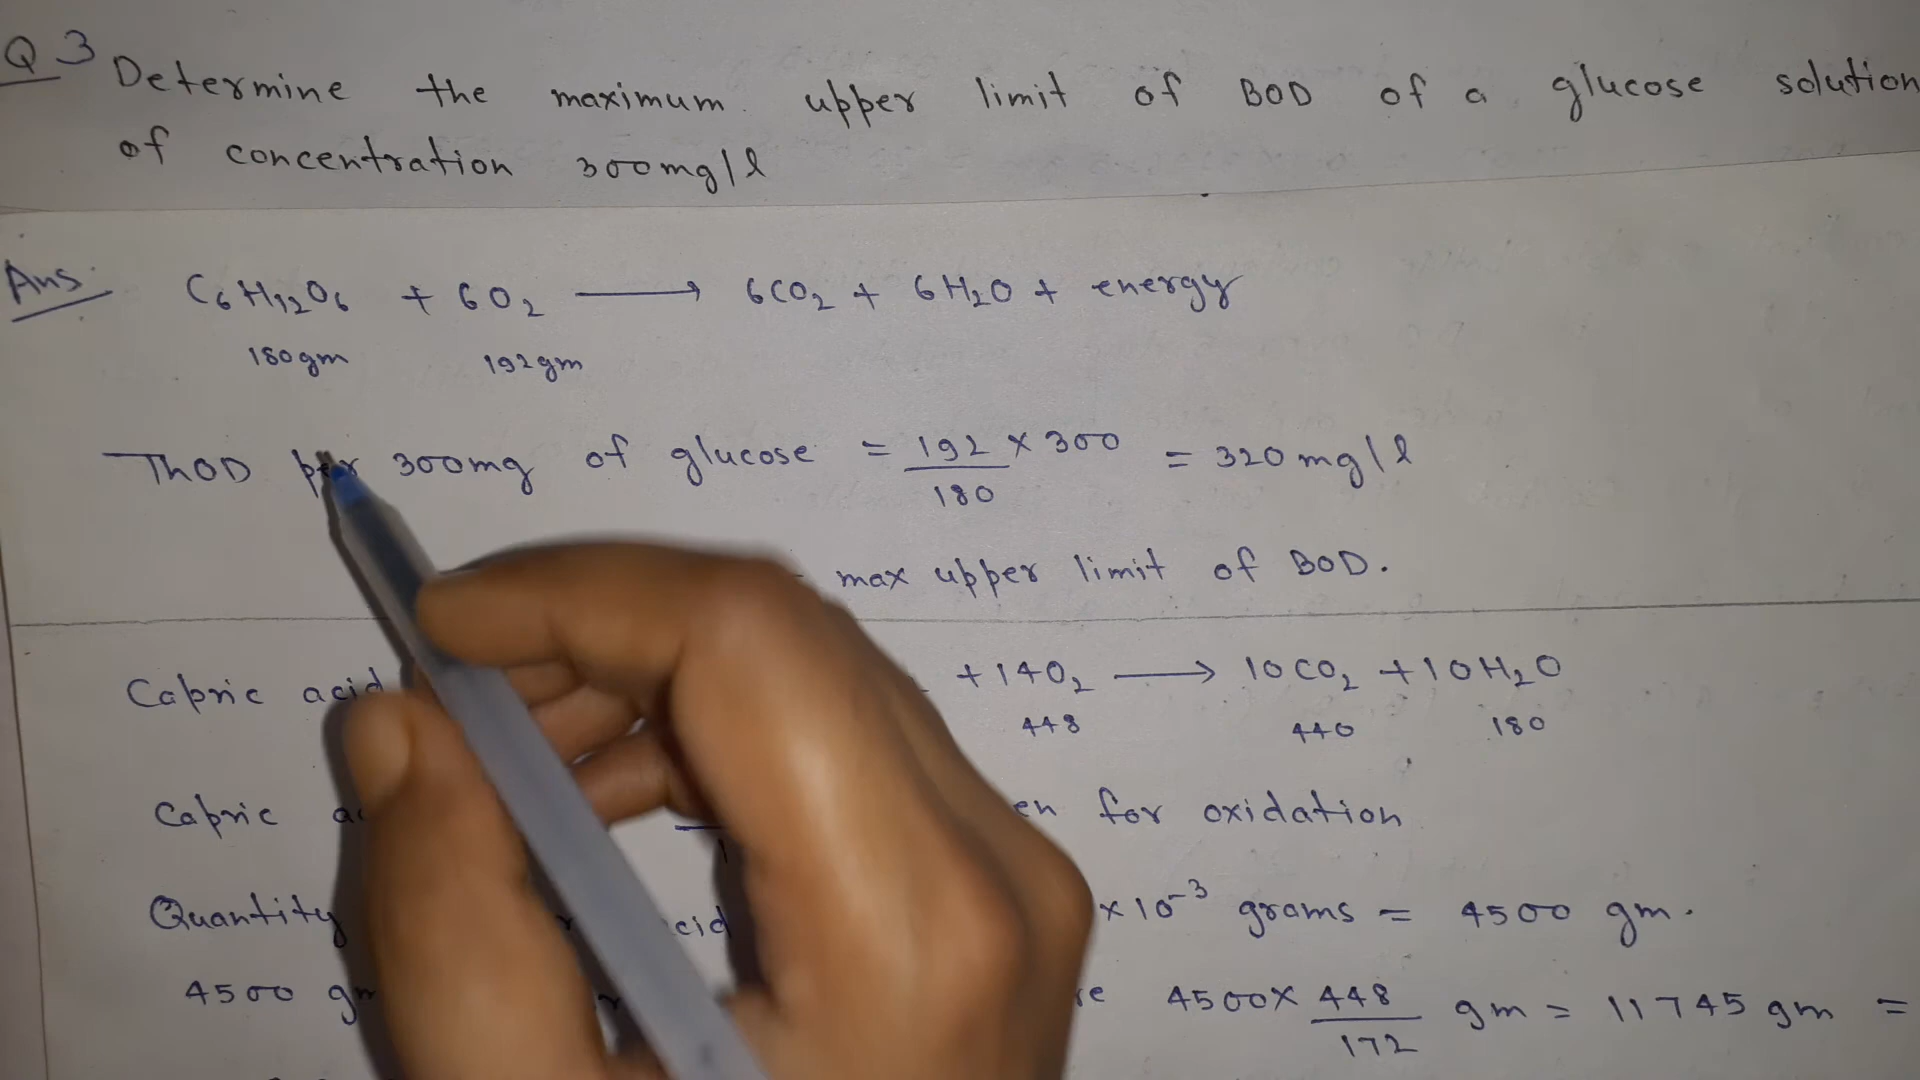 Q 3 Determine the maximum upper limit of BOD of a glucose solution
of concentration 300mg/l
Ans. C6H12O6 + 6O2 ⟶ 6CO2 + 6H2O + energy
180gm 192gm
ThOD per 300mg of glucose = 192 × 300 / 180 = 320 mg/l
max upper limit of BOD.
Capric acid + 14O2 ⟶ 10CO2 + 10H2O
448 440 180
Capric for oxidation
Quantity × 10⁻³ grams = 4500 gm.
4500 4500 × 448 / 172 gm = 11745 gm =